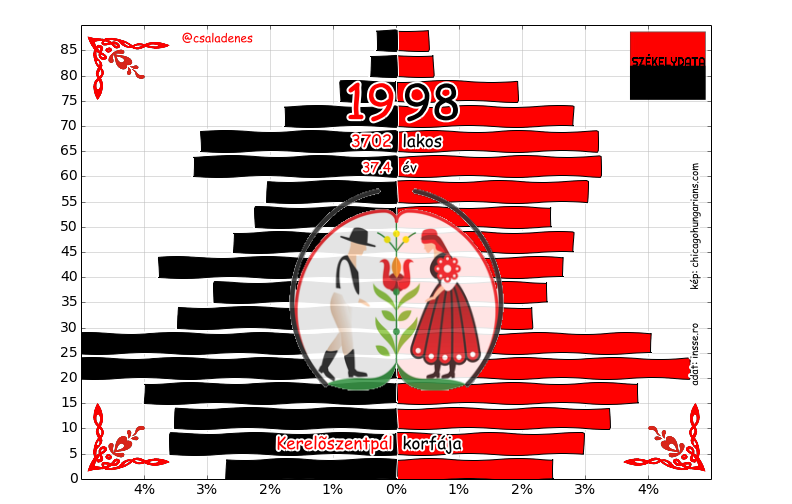 @csaladenes
SZÉKELYDATA
1998
3702 lakos
37.4 év
kép: chicagohungarians.com
adat: insse.ro
Kerelőszentpál korfája
85
80
75
70
65
60
55
50
45
40
35
30
25
20
15
10
5
0
4% 3% 2% 1% 0% 1% 2% 3% 4%